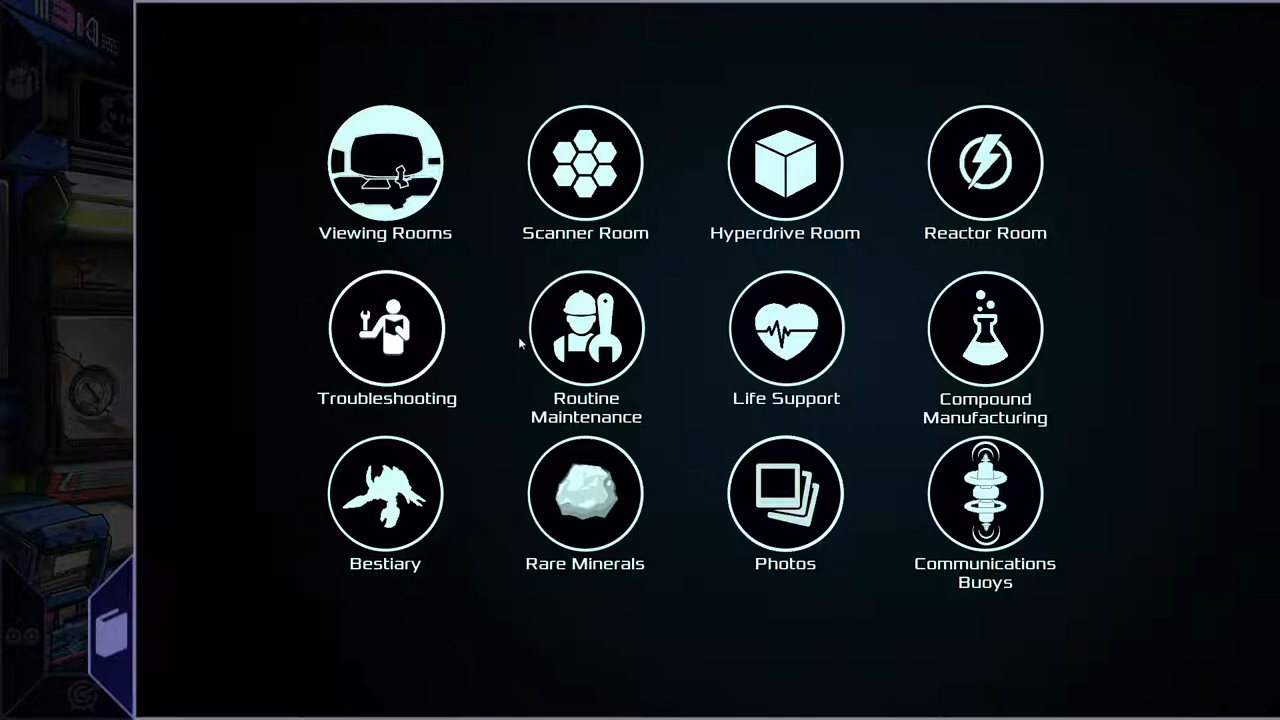 Viewing Rooms
Scanner Room
Hyperdrive Room
Reactor Room
Troubleshooting
Routine
Maintenance
Life Support
Compound
Manufacturing
Bestiary
Rare Minerals
Photos
Communications
Buoys